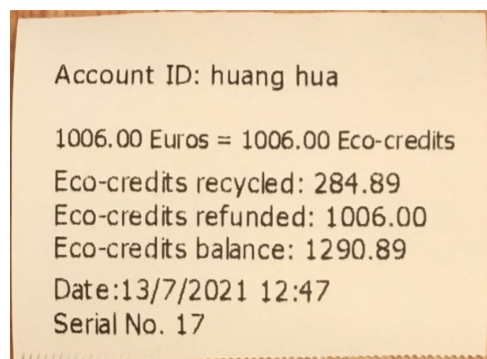 Account ID: huang hua
1006.00 Euros = 1006.00 Eco-credits
Eco-credits recycled: 284.89
Eco-credits refunded: 1006.00
Eco-credits balance: 1290.89
Date:13/7/2021 12:47
Serial No. 17